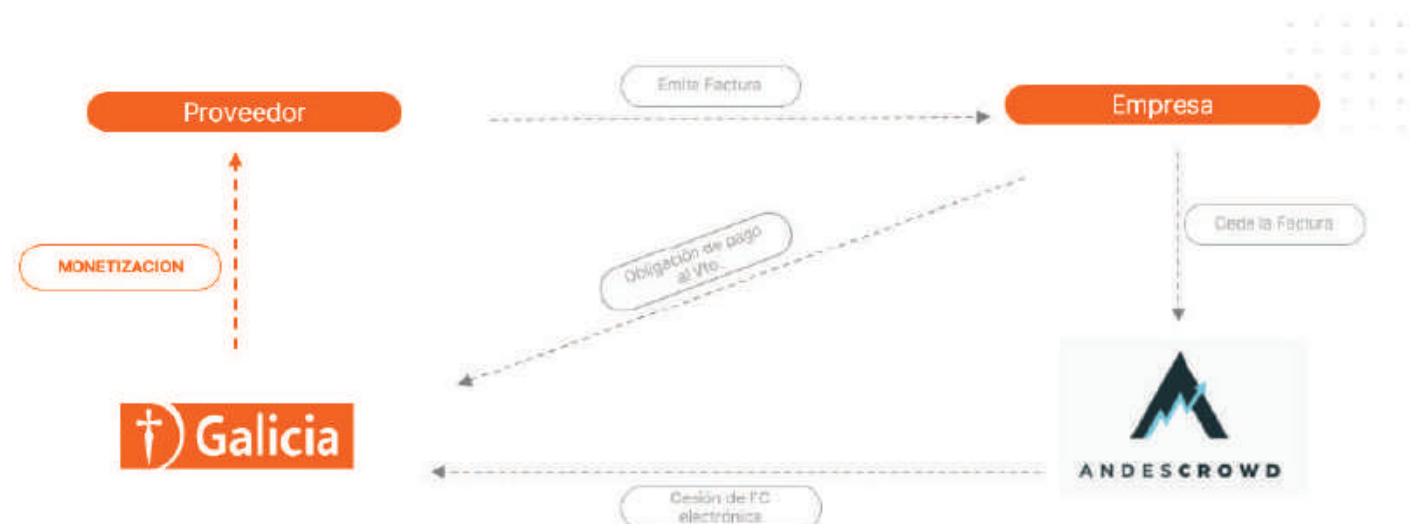 Emite Factura
Proveedor
Empresa
Cede la Factura
Obligación de pago
al Vto.
MONETIZACION
Galicia
ANDESCROWD
Cesión de FC
electrónica